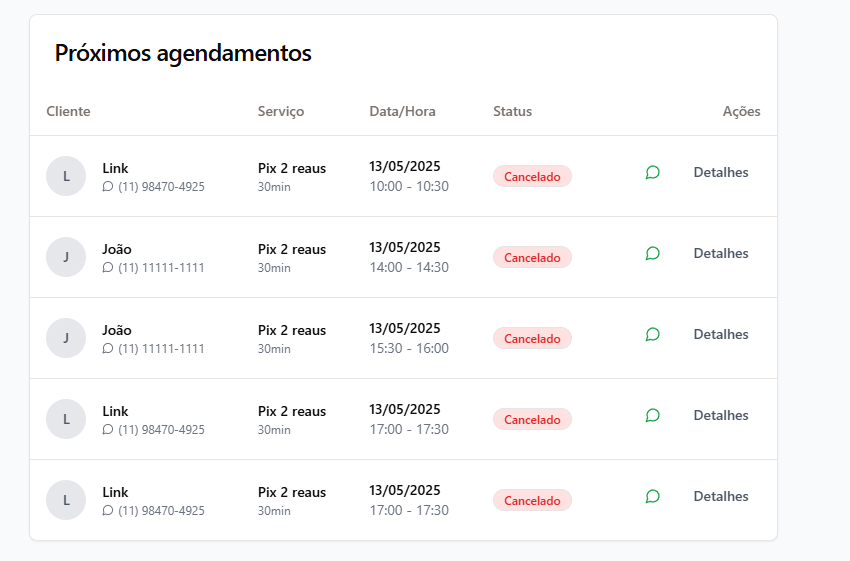 Próximos agendamentos
Cliente Serviço Data/Hora Status Ações
L Link Pix 2 reaus 13/05/2025 Cancelado Detalhes
(11) 98470-4925 30min 10:00 - 10:30
J João Pix 2 reaus 13/05/2025 Cancelado Detalhes
(11) 11111-1111 30min 14:00 - 14:30
J João Pix 2 reaus 13/05/2025 Cancelado Detalhes
(11) 11111-1111 30min 15:30 - 16:00
L Link Pix 2 reaus 13/05/2025 Cancelado Detalhes
(11) 98470-4925 30min 17:00 - 17:30
L Link Pix 2 reaus 13/05/2025 Cancelado Detalhes
(11) 98470-4925 30min 17:00 - 17:30